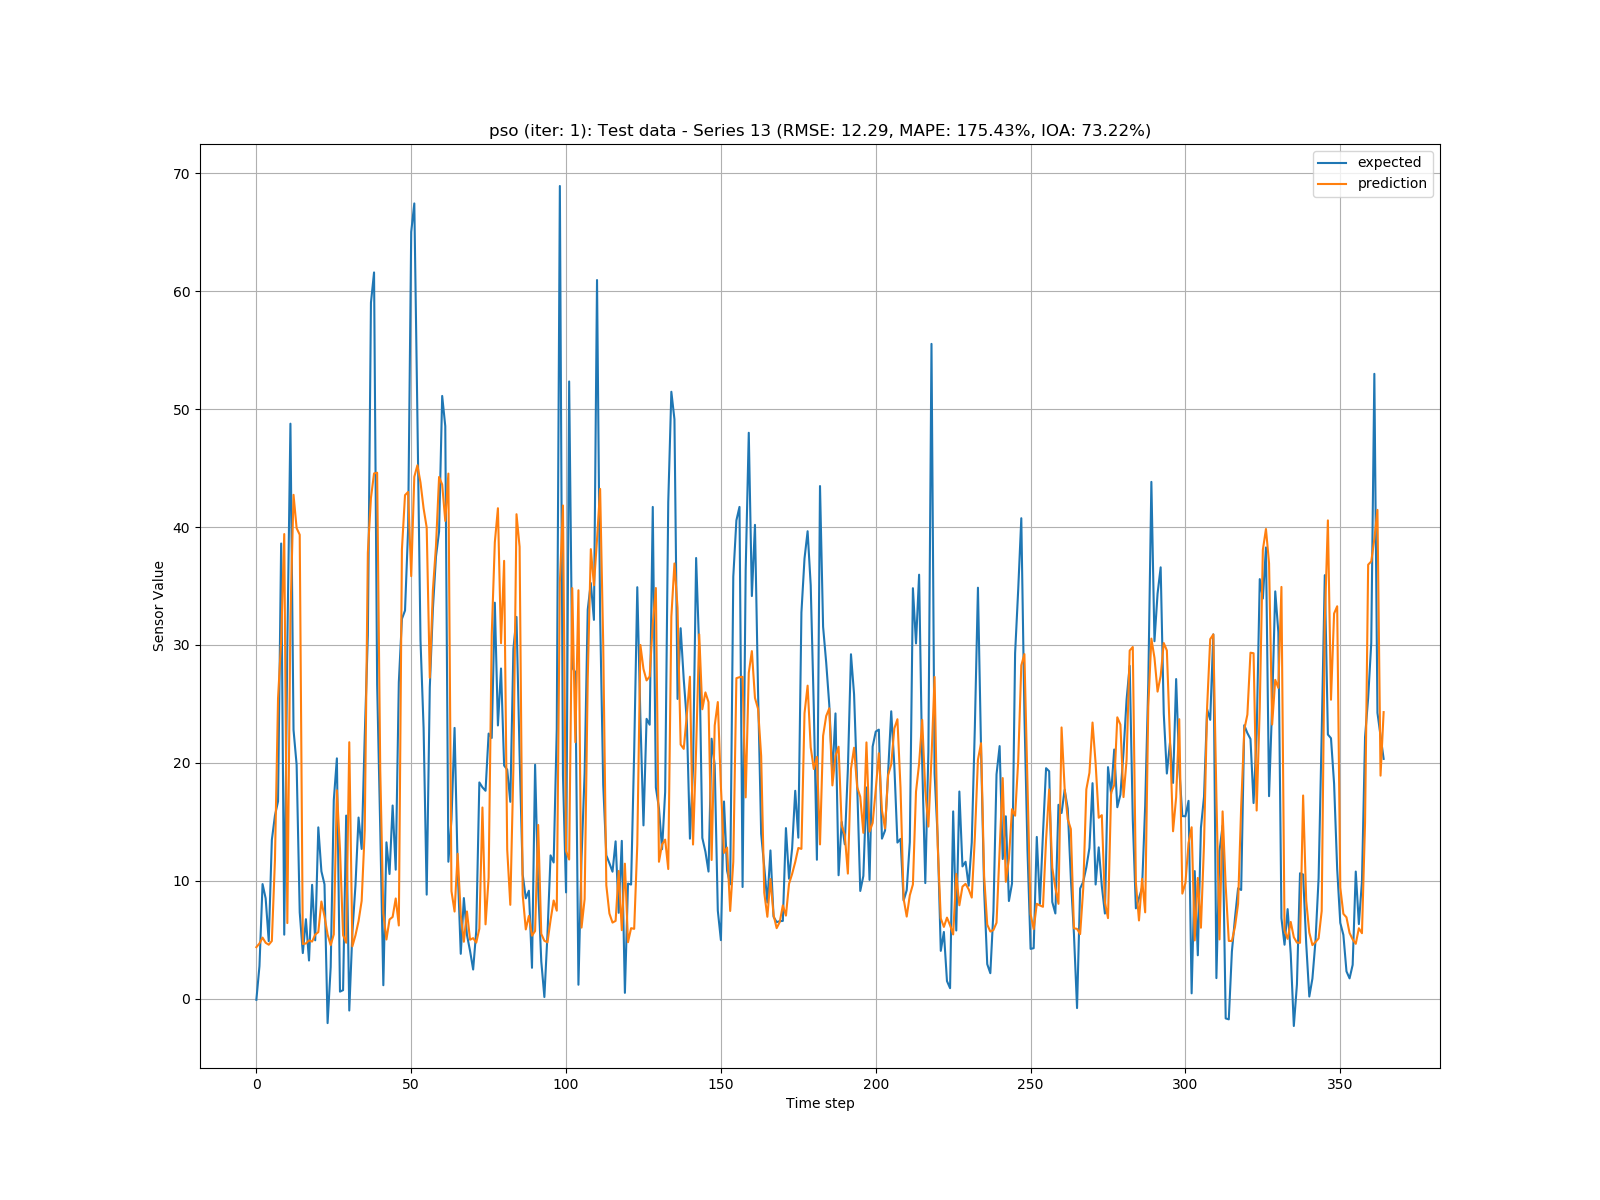 pso (iter: 1): Test data - Series 13 (RMSE: 12.29, MAPE: 175.43%, IOA: 73.22%)
expected
prediction
70
60
50
40
30
20
10
0
Sensor Value
0 50 100 150 200 250 300 350
Time step